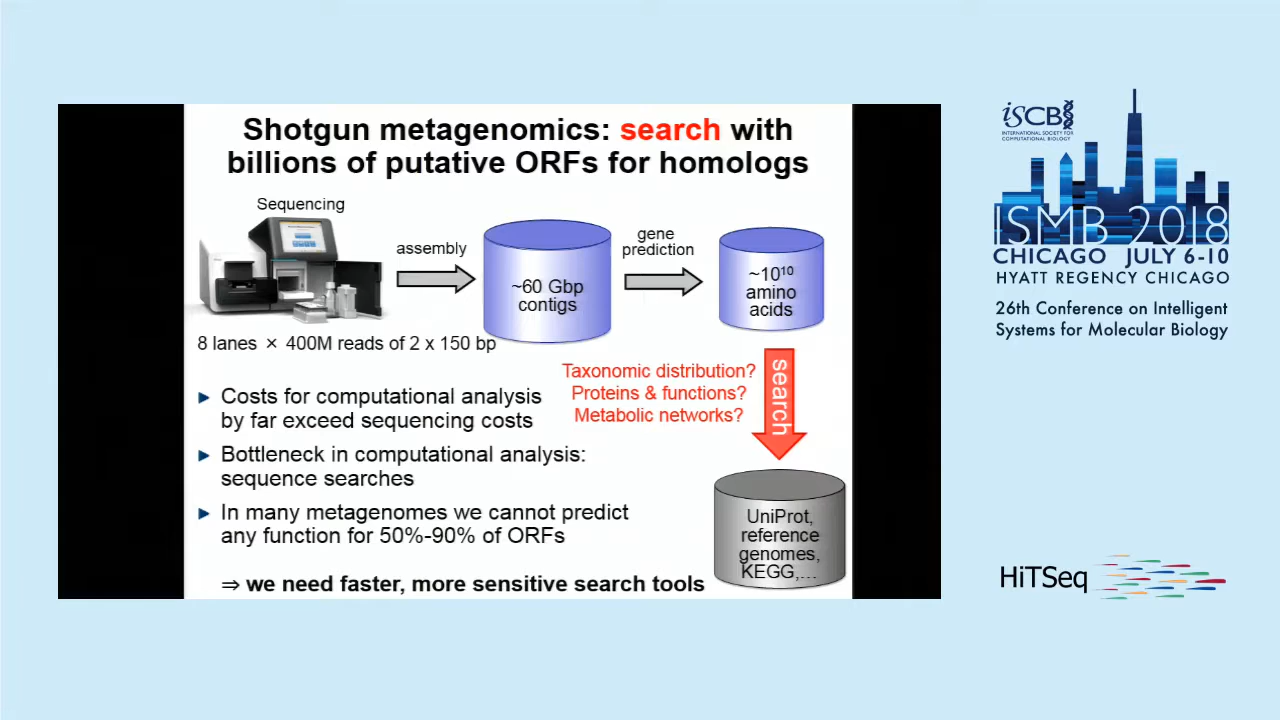 Shotgun metagenomics: search with
billions of putative ORFs for homologs
Sequencing
assembly
gene
prediction
~60 Gbp
contigs
~10¹⁰
amino
acids
8 lanes × 400M reads of 2 x 150 bp
Taxonomic distribution?
Proteins & functions?
Metabolic networks?
search
► Costs for computational analysis
by far exceed sequencing costs
► Bottleneck in computational analysis:
sequence searches
► In many metagenomes we cannot predict
any function for 50%-90% of ORFs
⇒ we need faster, more sensitive search tools
UniProt,
reference
genomes,
KEGG,…
iSCB
INTERNATIONAL SOCIETY FOR
COMPUTATIONAL BIOLOGY
ISMB 2018
CHICAGO JULY 6-10
HYATT REGENCY CHICAGO
26th Conference on Intelligent
Systems for Molecular Biology
HiTSeq